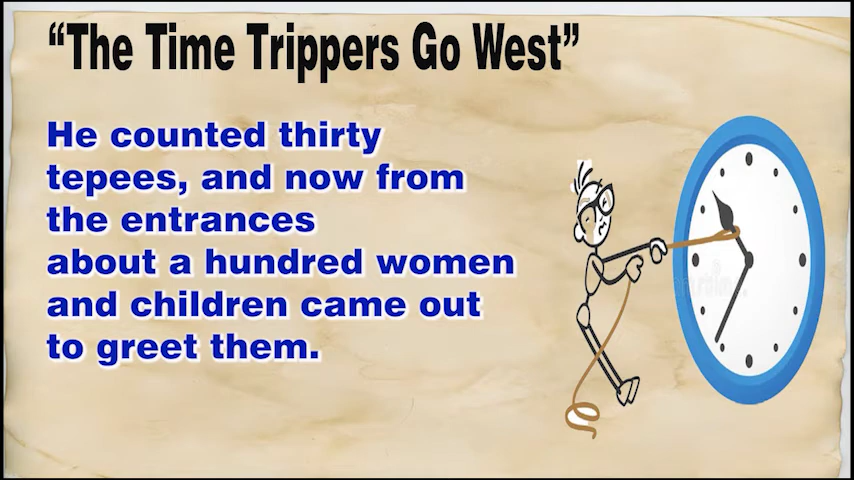 “The Time Trippers Go West”
He counted thirty
tepees, and now from
the entrances
about a hundred women
and children came out
to greet them.